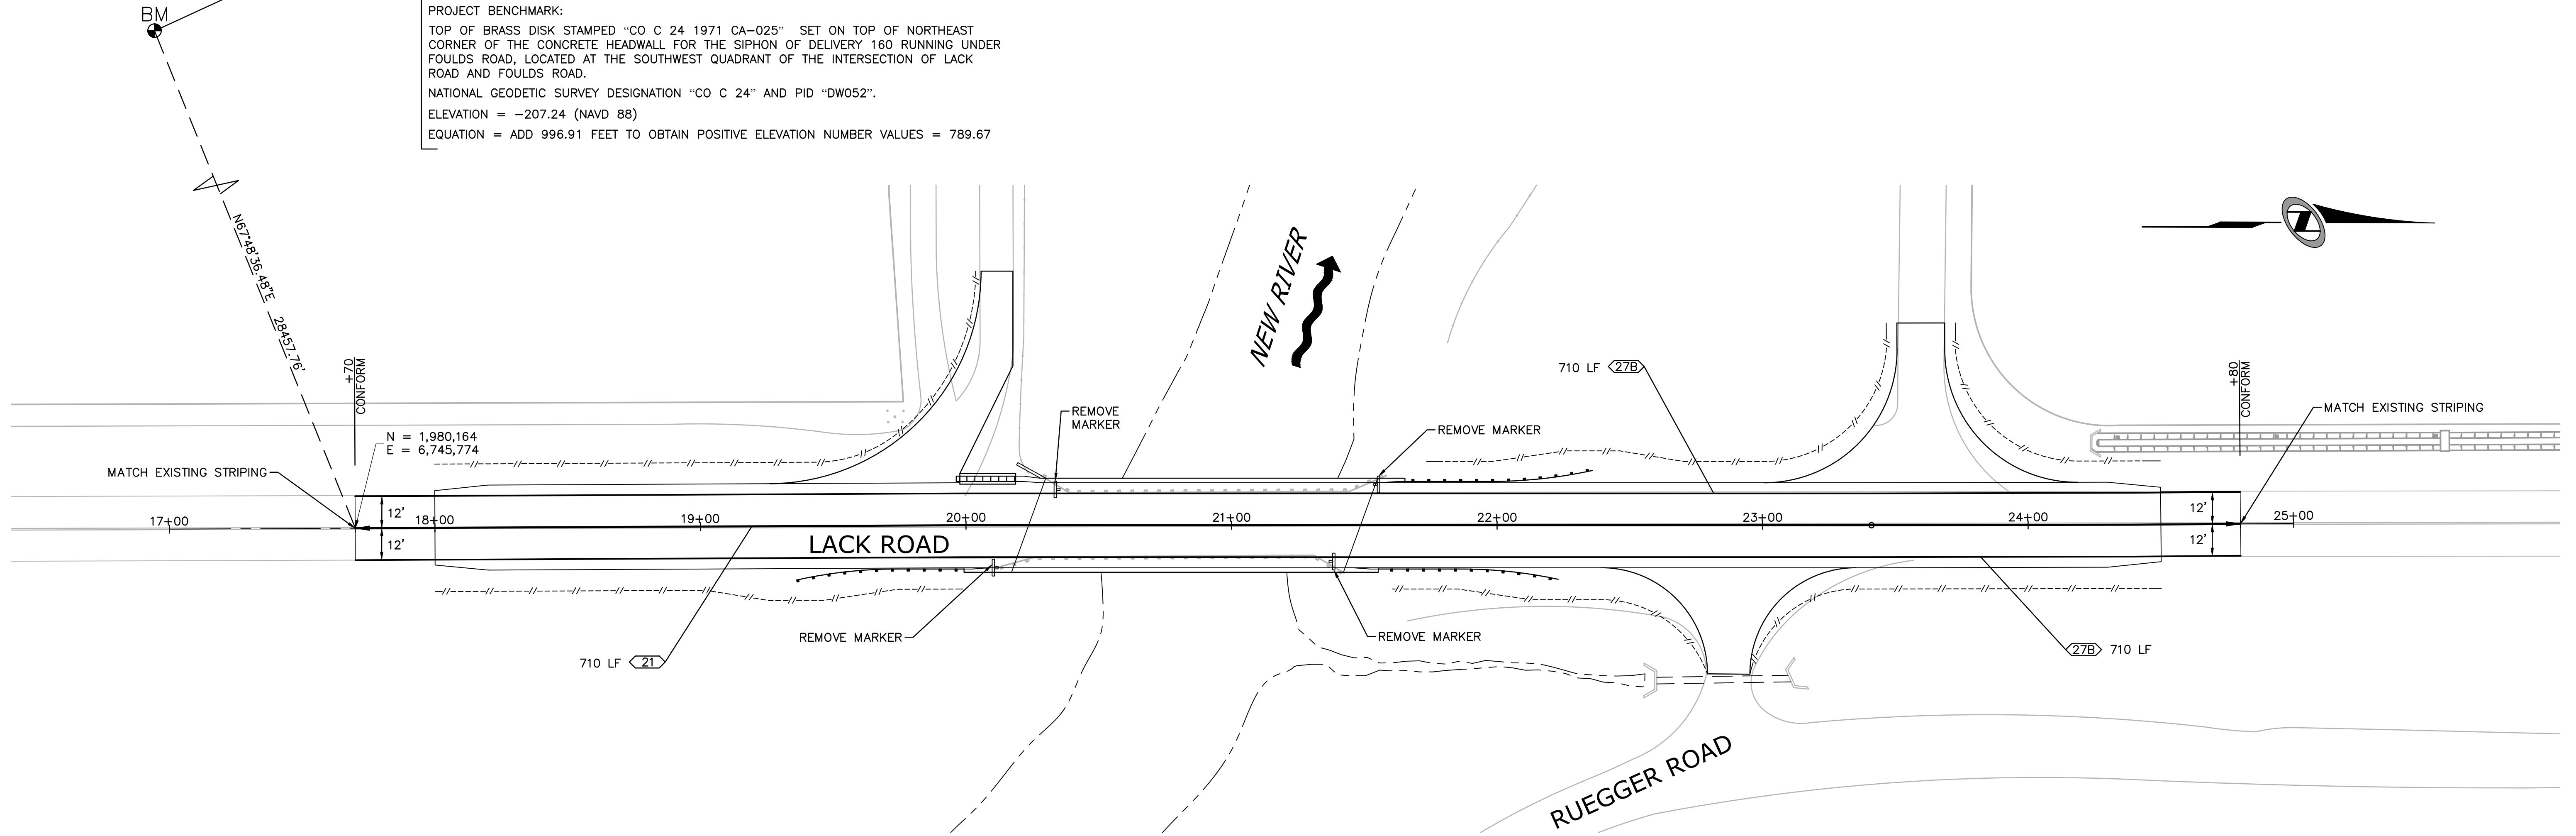 BM
PROJECT BENCHMARK:
TOP OF BRASS DISK STAMPED “CO C 24 1971 CA-025” SET ON TOP OF NORTHEAST
CORNER OF THE CONCRETE HEADWALL FOR THE SIPHON OF DELIVERY 160 RUNNING UNDER
FOULDS ROAD, LOCATED AT THE SOUTHWEST QUADRANT OF THE INTERSECTION OF LACK
ROAD AND FOULDS ROAD.
NATIONAL GEODETIC SURVEY DESIGNATION “CO C 24” AND PID “DW052”.
ELEVATION = -207.24 (NAVD 88)
EQUATION = ADD 996.91 FEET TO OBTAIN POSITIVE ELEVATION NUMBER VALUES = 789.67
N67°48'36.48"E 28457.76'
NEW RIVER
+70
CONFORM
710 LF 27B
+80
CONFORM
MATCH EXISTING STRIPING
REMOVE
MARKER
REMOVE MARKER
N = 1,980,164
E = 6,745,774
MATCH EXISTING STRIPING
12'
12'
17+00
18+00
19+00
20+00
21+00
22+00
23+00
24+00
25+00
12'
12'
LACK ROAD
REMOVE MARKER
REMOVE MARKER
710 LF 21
27B 710 LF
RUEGGER ROAD